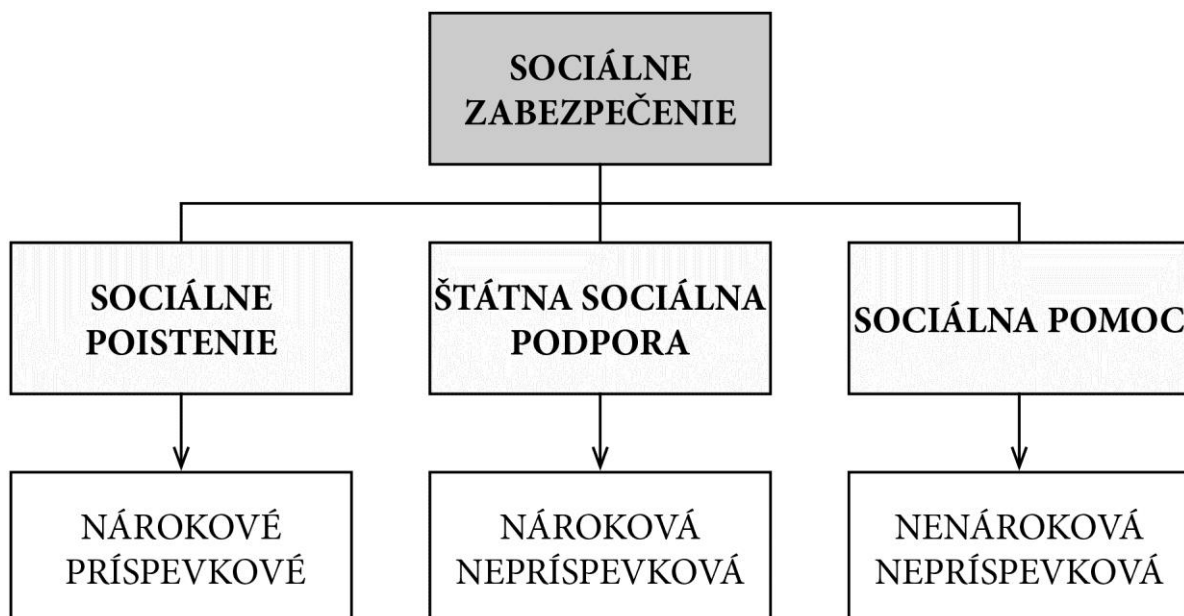 SOCIÁLNE
ZABEZPEČENIE
SOCIÁLNE
POISTENIE
ŠTÁTNA SOCIÁLNA
PODPORA
SOCIÁLNA POMOC
NÁROKOVÉ
PRÍSPEVKOVÉ
NÁROKOVÁ
NEPRÍSPEVKOVÁ
NENÁROKOVÁ
NEPRÍSPEVKOVÁ